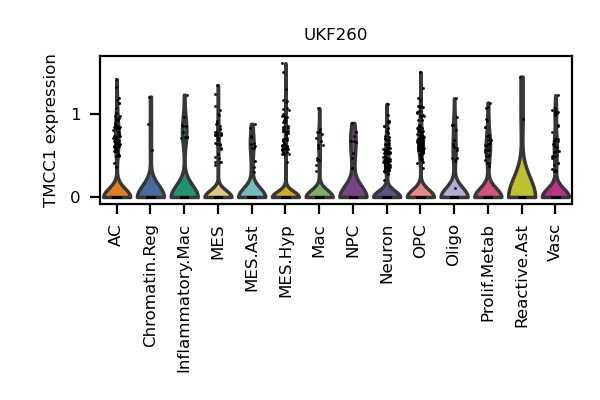 UKF260
TMCC1 expression
1
0
AC
Chromatin.Reg
Inflammatory.Mac
MES
MES.Ast
MES.Hyp
Mac
NPC
Neuron
OPC
Oligo
Prolif.Metab
Reactive.Ast
Vasc